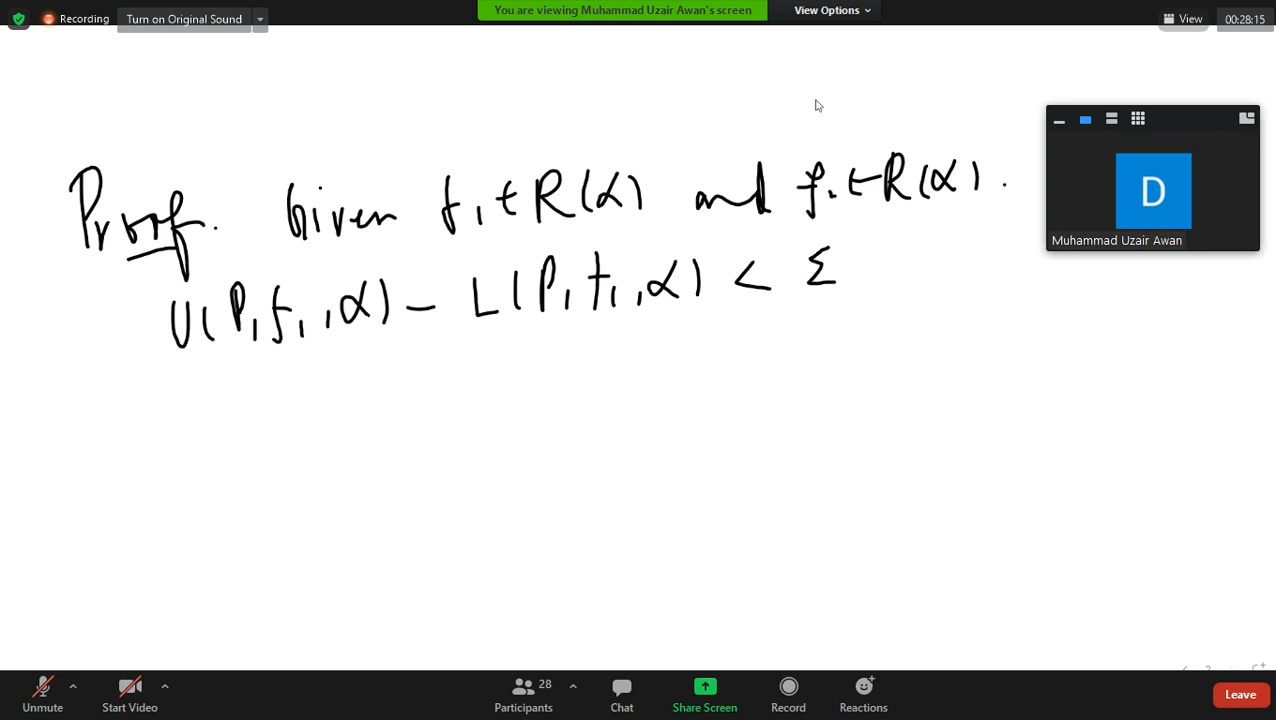 Recording
Turn on Original Sound
You are viewing Muhammad Uzair Awan's screen
View Options
View
00:28:15
Proof. Given f₁ ∈ R(α) and f₂ ∈ R(α).
U(P, f₁, α) − L(P, f₁, α) < Σ
D
Muhammad Uzair Awan
Unmute
Start Video
28
Participants
Chat
Share Screen
Record
Reactions
Leave